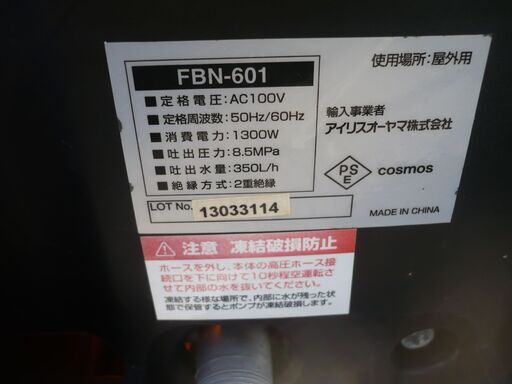 FBN-601
使用場所:屋外用
■定格電圧:AC100V
■定格周波数:50Hz/60Hz
■消費電力:1300W
■吐出圧力:8.5MPa
■吐出水量:350L/h
■絶縁方式:2重絶縁
輸入事業者
アイリスオーヤマ株式会社
PS
E
cosmos
LOT No. 13033114
MADE IN CHINA
注意 凍結破損防止
ホースを外し、本体の高圧ホース接
続口を下に向けて10秒程空運転さ
せて内部の水を抜いてください。
凍結する様な場所で、内部に水が残った状
態で保管するとポンプが凍結破損します。